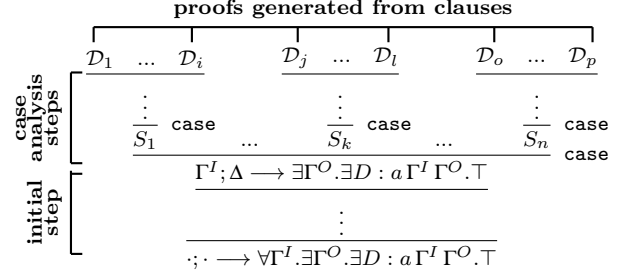 proofs generated from clauses
𝒟₁ ... 𝒟ᵢ 𝒟ⱼ ... 𝒟ₗ 𝒟ₒ ... 𝒟ₚ
case analysis steps
⋮ ⋮ ⋮
case case case
S₁ ... Sₖ ... Sₙ
case
Γᴵ; Δ ⟶ ∃Γᴼ.∃D : a Γᴵ Γᴼ.⊤
initial step
⋮
·; · ⟶ ∀Γᴵ.∃Γᴼ.∃D : a Γᴵ Γᴼ.⊤